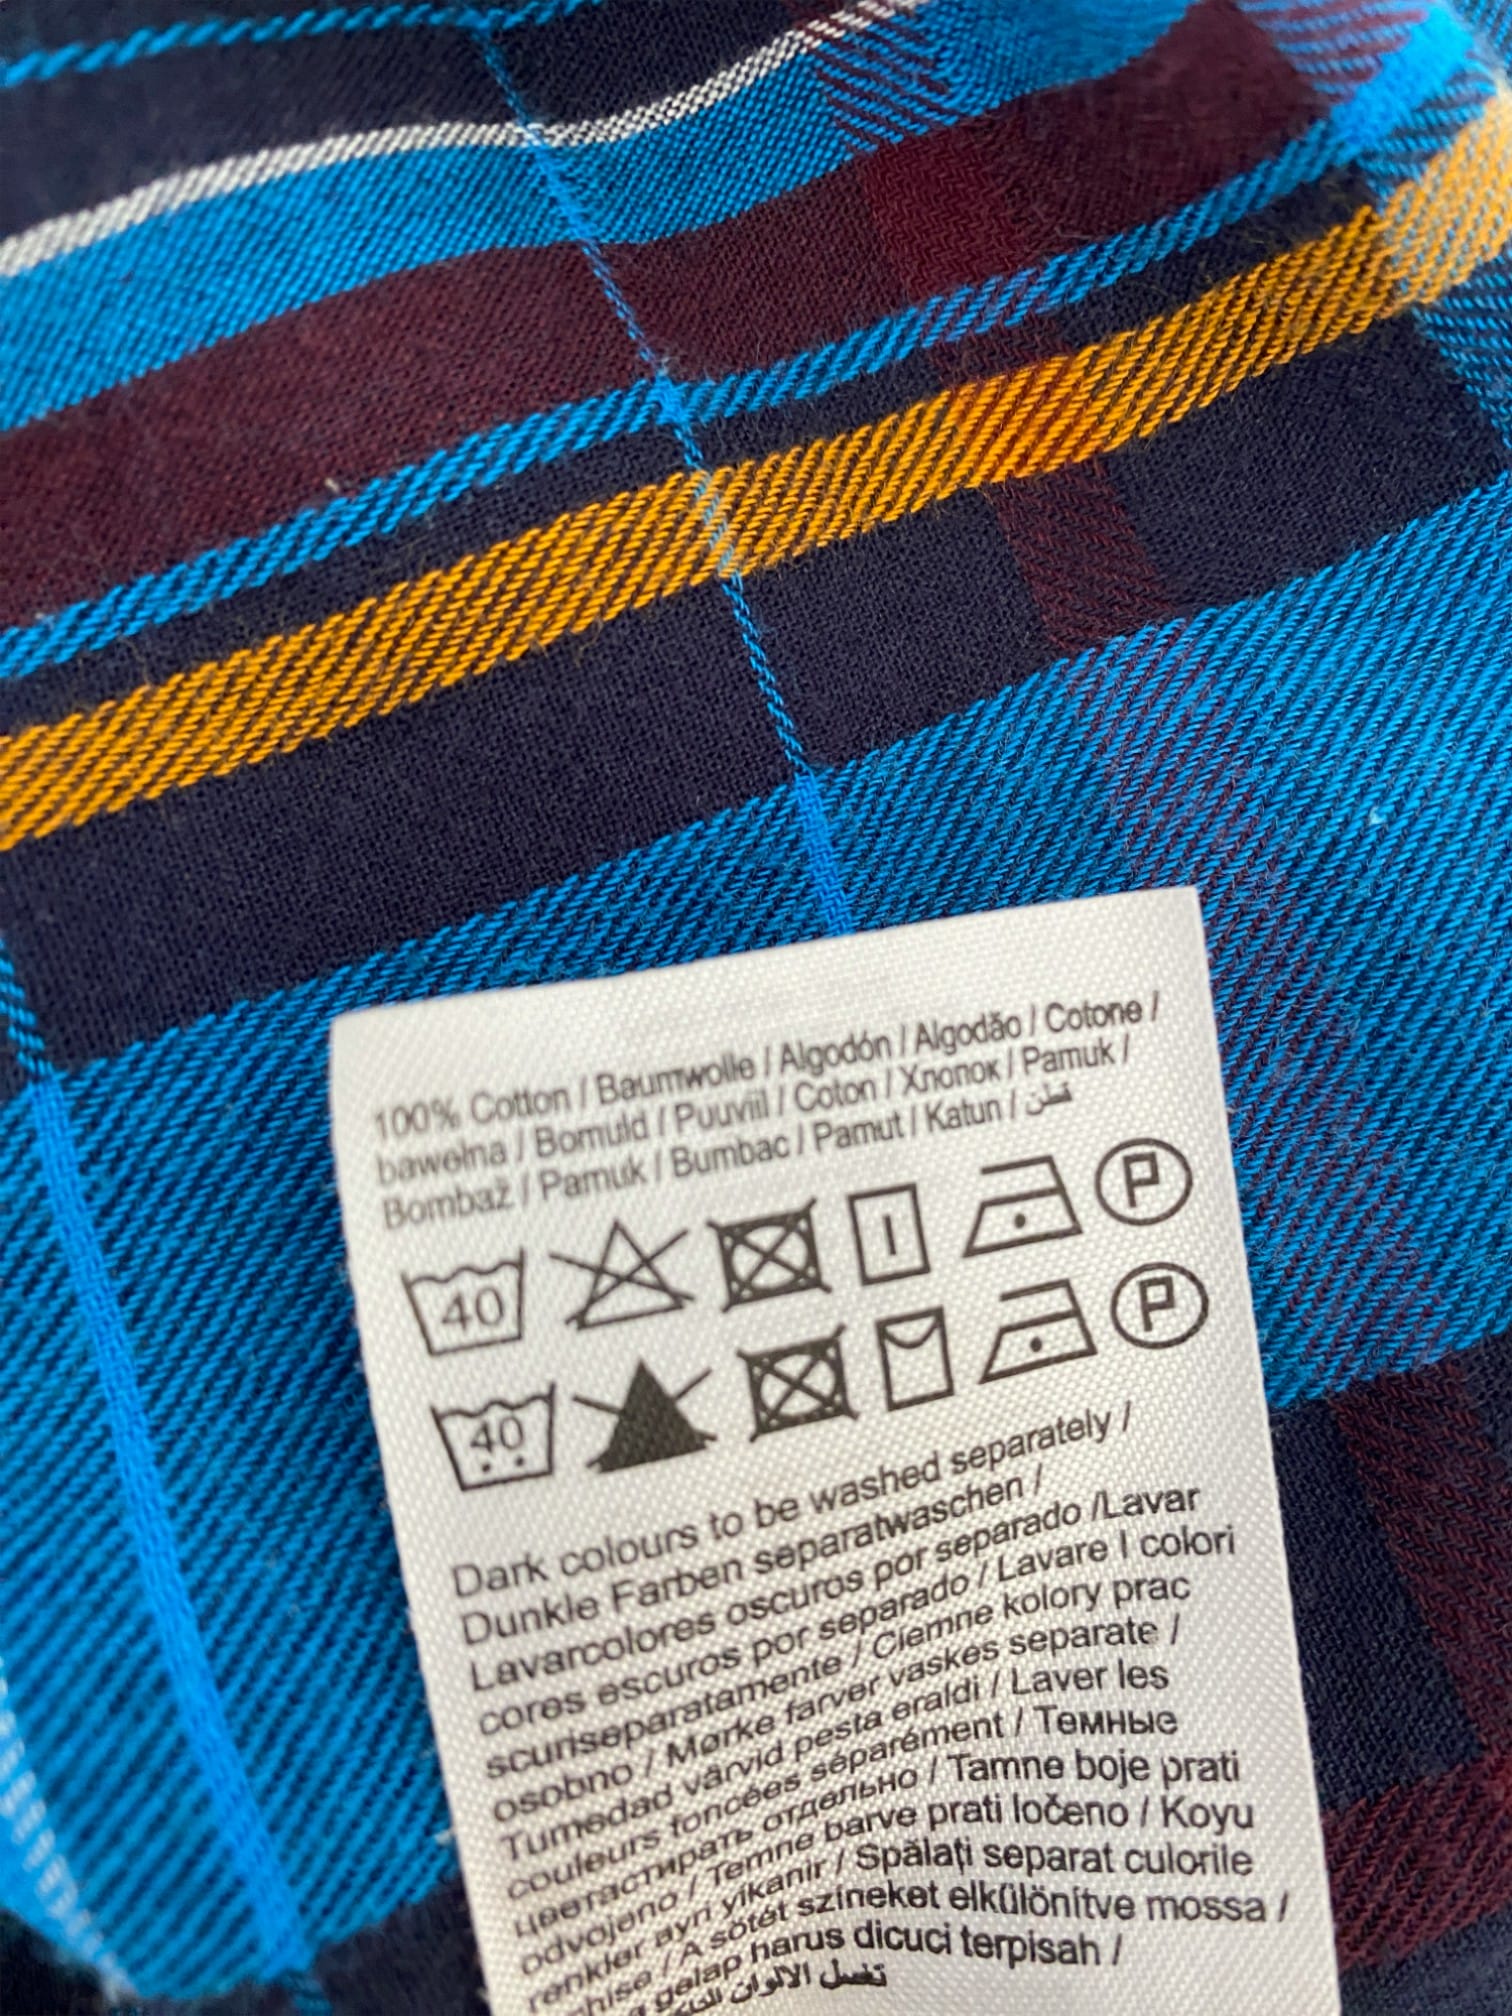 100% Cotton / Baumwolle / Algodón / Algodão / Cotone /
bawełna / Bomuld / Puuvill / Coton / Хлопок / Pamuk /
Bombaž / Pamuk / Bumbac / Pamut / Katun / قطن
40
P
40
P
Dark colours to be washed separately /
Dunkle Farben separatwaschen /
Lavarcolores oscuros por separado /Lavar
cores escuros por separado / Lavare I colori
scuriseparatamente / Ciemne kolory prac
osobno / Mørke farver vaskes separate /
Tumedad värvid pesta eraldi / Laver les
couleurs foncées séparément / Темные
цветастирать отдельно / Tamne boje prati
odvojeno / Temne barve prati ločeno / Koyu
renkler ayrı yikanir / Spălați separat culorile
/ A sötét színeket elkülönítve mossa /
gelap harus dicuci terpisah /
تغسل الالوان